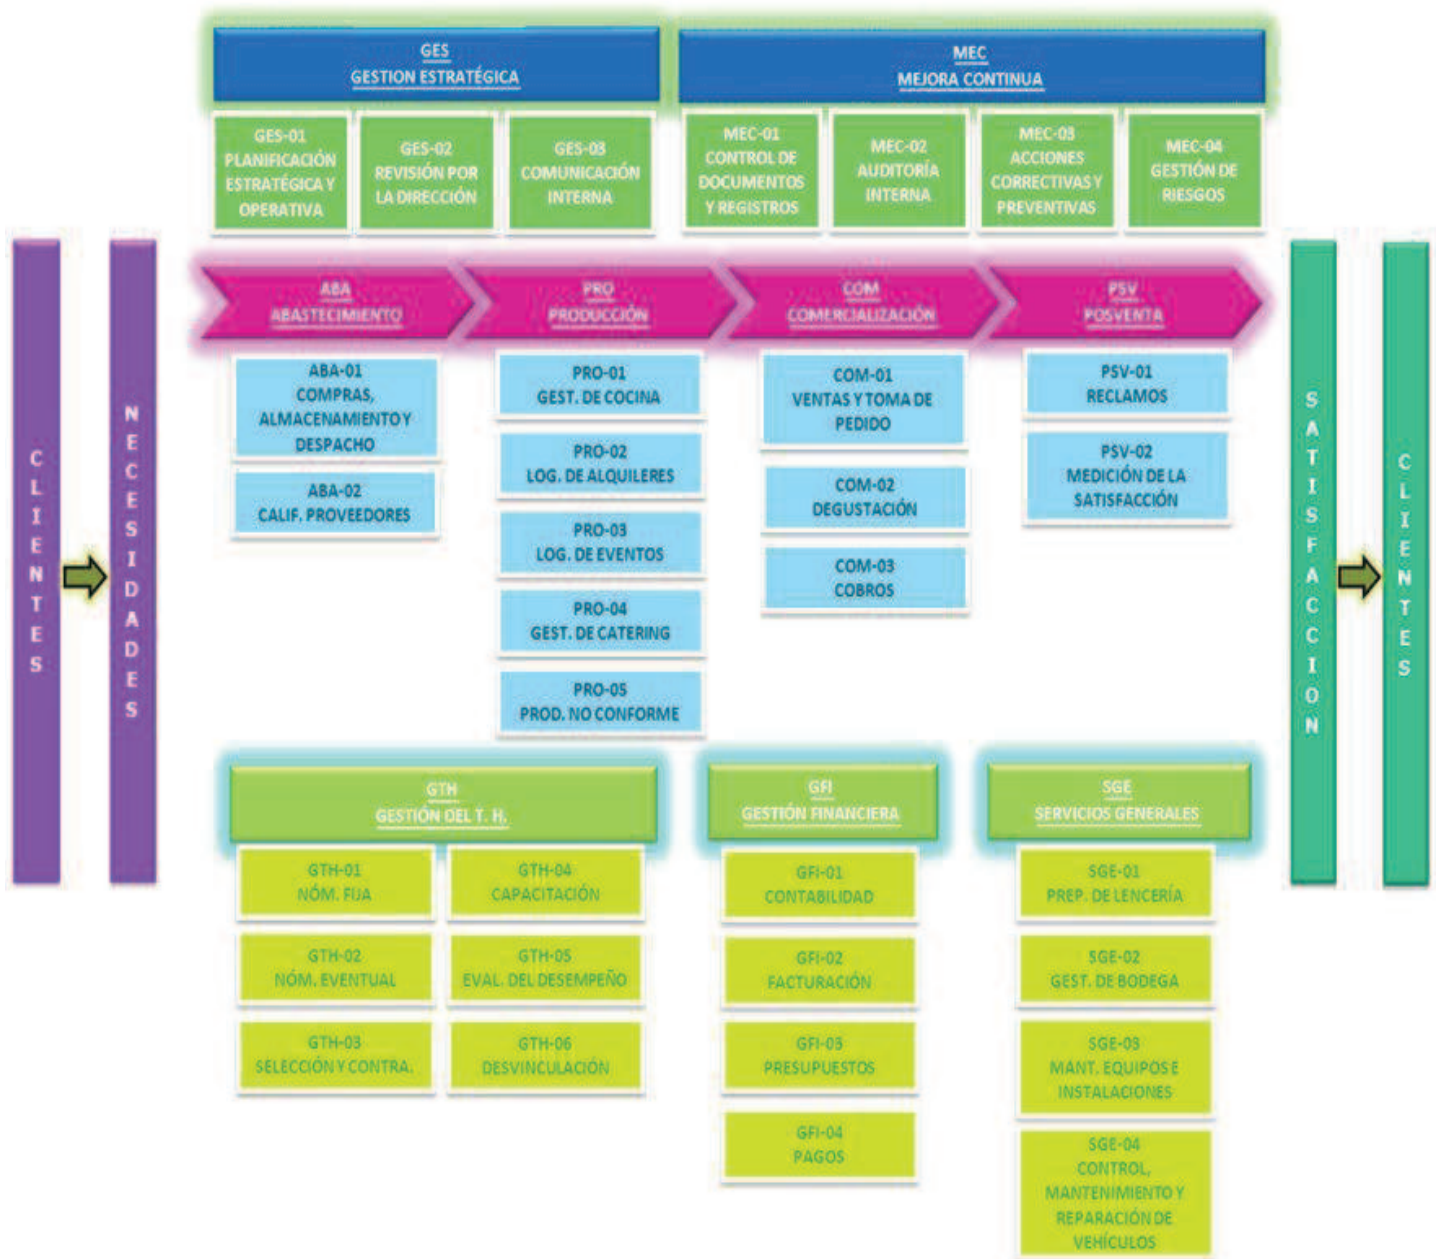 GES
GESTION ESTRATÉGICA
MEC
MEJORA CONTINUA
GES-01
PLANIFICACIÓN
ESTRATÉGICA Y
OPERATIVA
GES-02
REVISIÓN POR
LA DIRECCIÓN
GES-03
COMUNICACIÓN
INTERNA
MEC-01
CONTROL DE
DOCUMENTOS
Y REGISTROS
MEC-02
AUDITORÍA
INTERNA
MEC-03
ACCIONES
CORRECTIVAS Y
PREVENTIVAS
MEC-04
GESTIÓN DE
RIESGOS
CLIENTES
NECESIDADES
ABA
ABASTECIMIENTO
PRO
PRODUCCIÓN
COM
COMERCIALIZACIÓN
PSV
POSVENTA
ABA-01
COMPRAS,
ALMACENAMIENTO Y
DESPACHO
ABA-02
CALIF. PROVEEDORES
PRO-01
GEST. DE COCINA
PRO-02
LOG. DE ALQUILERES
PRO-03
LOG. DE EVENTOS
PRO-04
GEST. DE CATERING
PRO-05
PROD. NO CONFORME
COM-01
VENTAS Y TOMA DE
PEDIDO
COM-02
DEGUSTACIÓN
COM-03
COBROS
PSV-01
RECLAMOS
PSV-02
MEDICIÓN DE LA
SATISFACCIÓN
SATISFACCION
CLIENTES
GTH
GESTIÓN DEL T. H.
GFI
GESTIÓN FINANCIERA
SGE
SERVICIOS GENERALES
GTH-01
NÓM. FIJA
GTH-04
CAPACITACIÓN
GTH-02
NÓM. EVENTUAL
GTH-05
EVAL. DEL DESEMPEÑO
GTH-03
SELECCIÓN Y CONTRA.
GTH-06
DESVINCULACIÓN
GFI-01
CONTABILIDAD
GFI-02
FACTURACIÓN
GFI-03
PRESUPUESTOS
GFI-04
PAGOS
SGE-01
PREP. DE LENCERÍA
SGE-02
GEST. DE BODEGA
SGE-03
MANT. EQUIPOS E
INSTALACIONES
SGE-04
CONTROL,
MANTENIMIENTO Y
REPARACIÓN DE
VEHÍCULOS